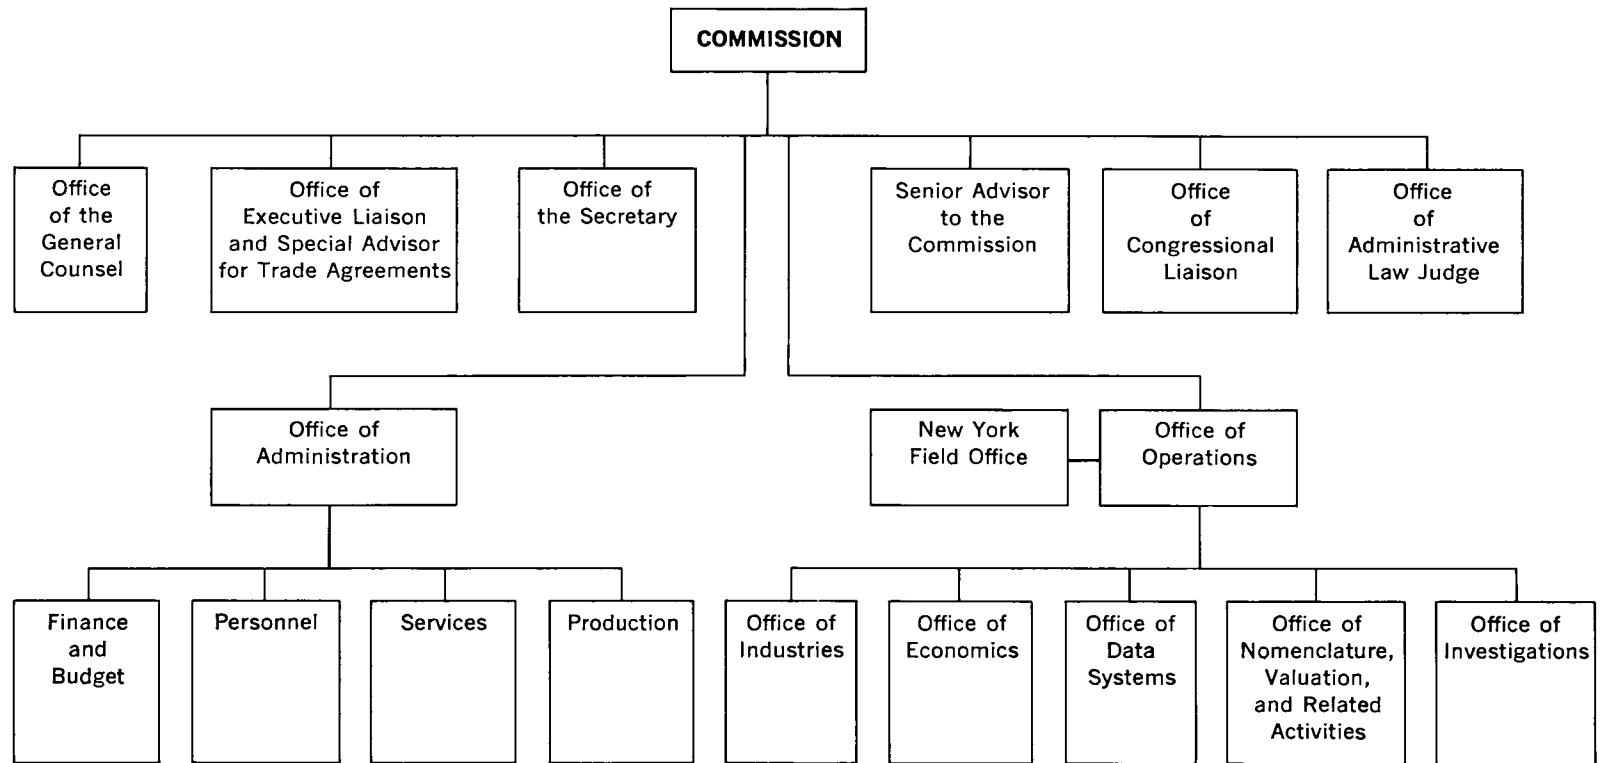 COMMISSION
Office
of the
General
Counsel
Office of
Executive Liaison
and Special Advisor
for Trade Agreements
Office of
the Secretary
Senior Advisor
to the
Commission
Office
of
Congressional
Liaison
Office
of
Administrative
Law Judge
Office of
Administration
New York
Field Office
Office of
Operations
Finance
and
Budget
Personnel
Services
Production
Office of
Industries
Office of
Economics
Office of
Data
Systems
Office of
Nomenclature,
Valuation,
and Related
Activities
Office of
Investigations